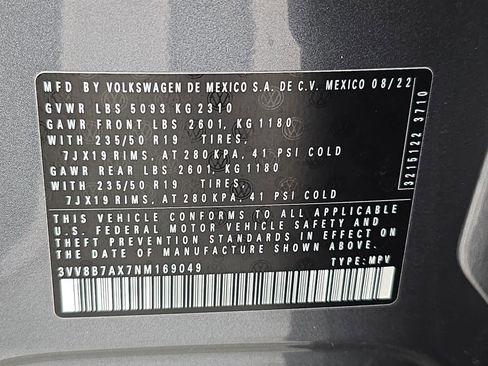 MFD BY VOLKSWAGEN DE MEXICO S.A. DE C.V. MEXICO 08/22
GVWR LBS 5093 KG 2310
GAWR FRONT LBS 2601, KG 1180
WITH 235/50 R19 TIRES,
7JX19 RIMS, AT 280 KPA, 41 PSI COLD
GAWR REAR LBS 2601, KG 1180
WITH 235/50 R19 TIRES,
7JX19 RIMS, AT 280 KPA, 41 PSI COLD
THIS VEHICLE CONFORMS TO ALL APPLICABLE
U.S. FEDERAL MOTOR VEHICLE SAFETY AND
THEFT PREVENTION STANDARDS IN EFFECT ON
THE DATE OF MANUFACTURE SHOWN ABOVE.
3VV8B7AX7NM169049 TYPE: MPV
3215122 3710